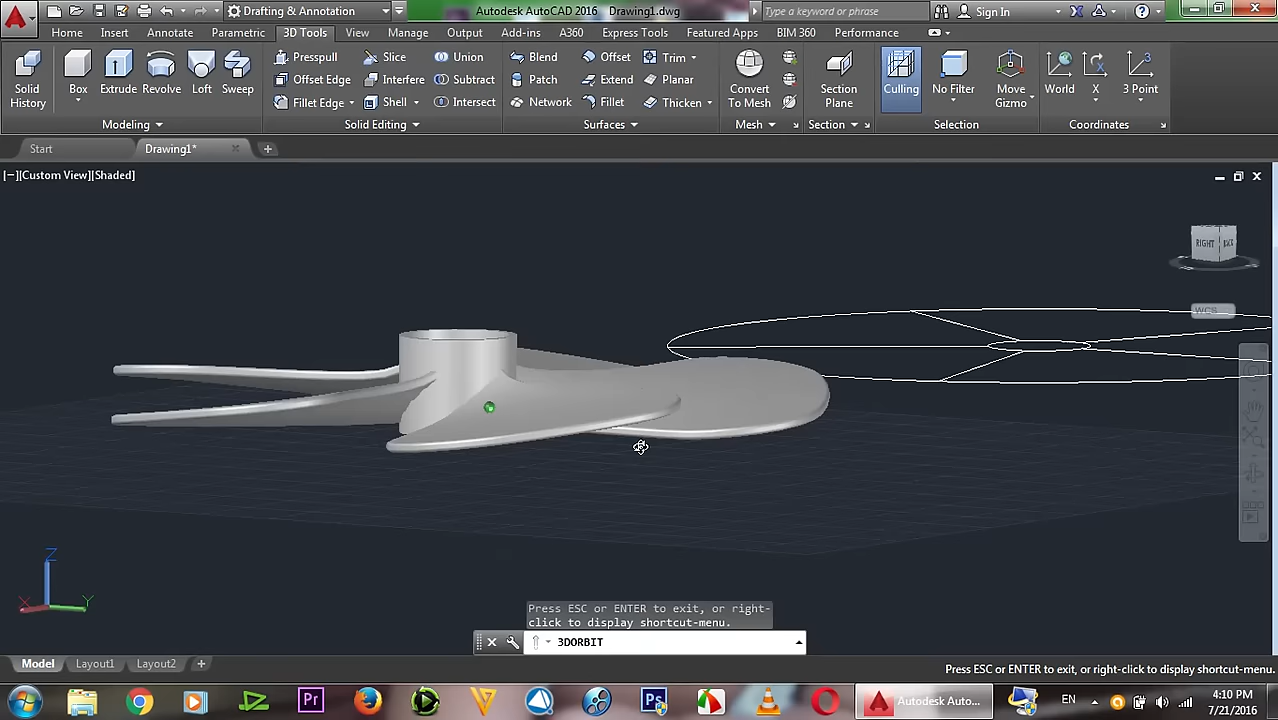 Drafting & Annotation
Autodesk AutoCAD 2016 Drawing1.dwg
Type a keyword or phrase
Sign In
Home Insert Annotate Parametric 3D Tools View Manage Output Add-ins A360 Express Tools Featured Apps BIM 360 Performance
Solid History
Box
Extrude
Revolve
Loft
Sweep
Modeling
Presspull
Offset Edge
Fillet Edge
Slice
Interfere
Shell
Union
Subtract
Intersect
Solid Editing
Blend
Patch
Network
Offset
Extend
Fillet
Trim
Planar
Thicken
Surfaces
Convert To Mesh
Mesh
Section Plane
Section
Culling
No Filter
Move Gizmo
Selection
World
X
3 Point
Coordinates
Start
Drawing1*
[−][Custom View][Shaded]
RIGHT
WCS
Z
X
Y
Press ESC or ENTER to exit, or right-
click to display shortcut-menu.
3DORBIT
Model Layout1 Layout2
Press ESC or ENTER to exit, or right-click to display shortcut-menu.
Pr
Ps
Autodesk Auto...
EN
4:10 PM
7/21/2016